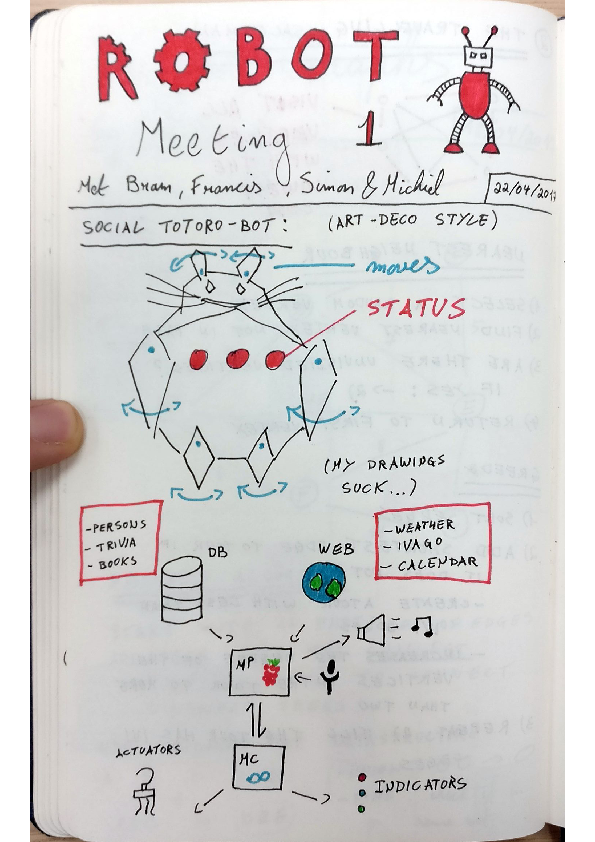 ROBOT
Meeting 1
Met Bram, Francis, Simon & Michiel
22/04/201
SOCIAL TOTORO-BOT: (ART-DECO STYLE)
moves
STATUS
(MY DRAWINGS
SUCK...)
-PERSONS
- TRIVIA
- BOOKS
DB
WEB
-WEATHER
- IVAGO
- CALENDAR
MP
MC
ACTUATORS
INDICATORS